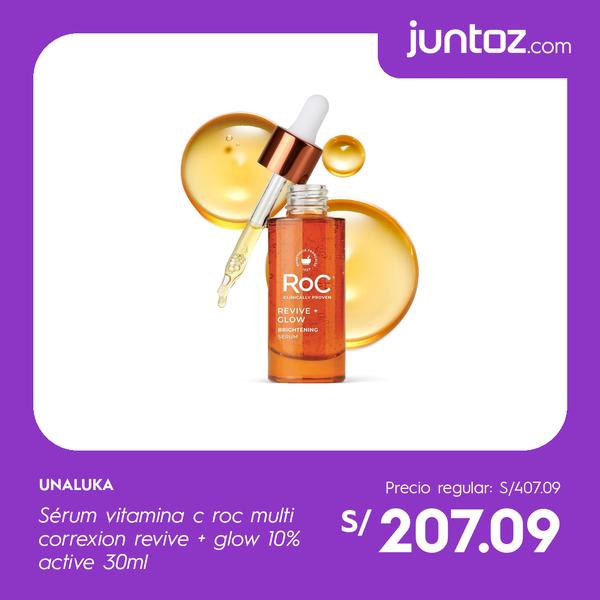 juntoz.com
RoC
CLINICALLY PROVEN
REVIVE +
GLOW
BRIGHTENING
SERUM
UNALUKA
Sérum vitamina c roc multi
correxion revive + glow 10%
active 30ml
Precio regular: S/407.09
S/ 207.09